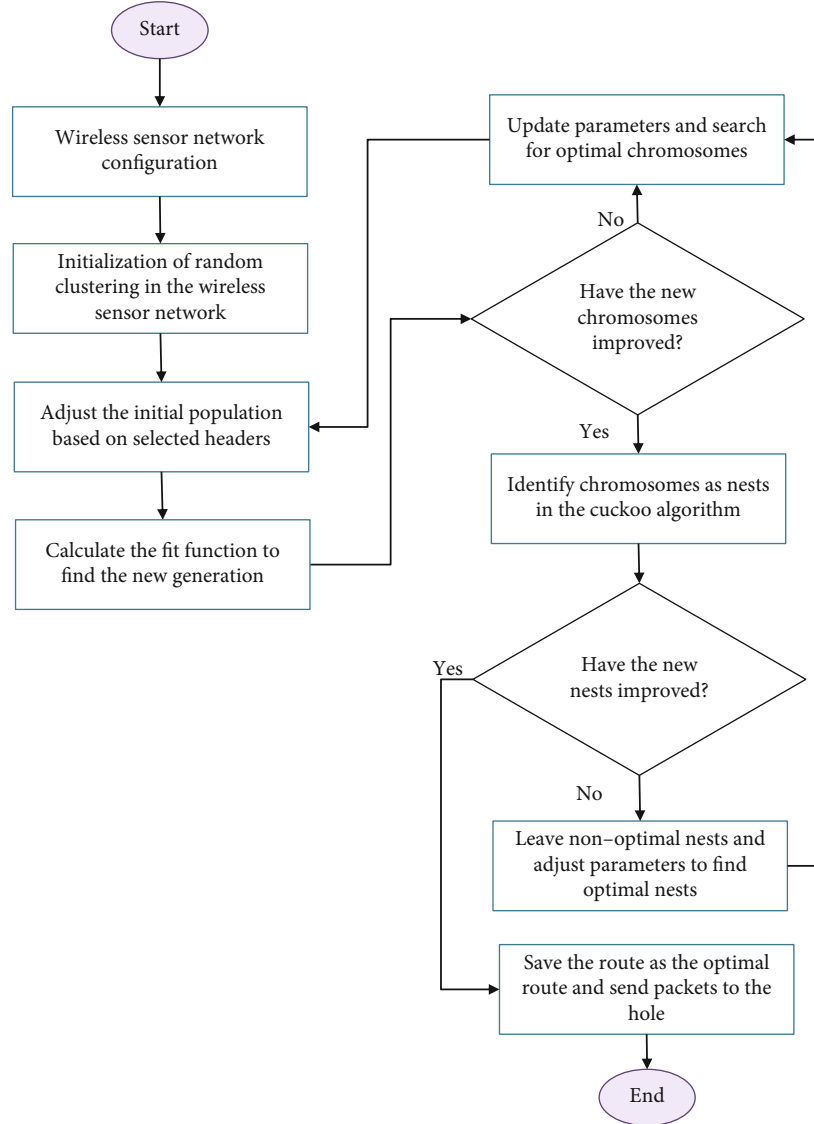 Start
Wireless sensor network
configuration
Initialization of random
clustering in the wireless
sensor network
Adjust the initial population
based on selected headers
Calculate the fit function to
find the new generation
Update parameters and search
for optimal chromosomes
No
Have the new
chromosomes
improved?
Yes
Identify chromosomes as nests
in the cuckoo algorithm
Yes
Have the new
nests improved?
No
Leave non–optimal nests and
adjust parameters to find
optimal nests
Save the route as the optimal
route and send packets to the
hole
End